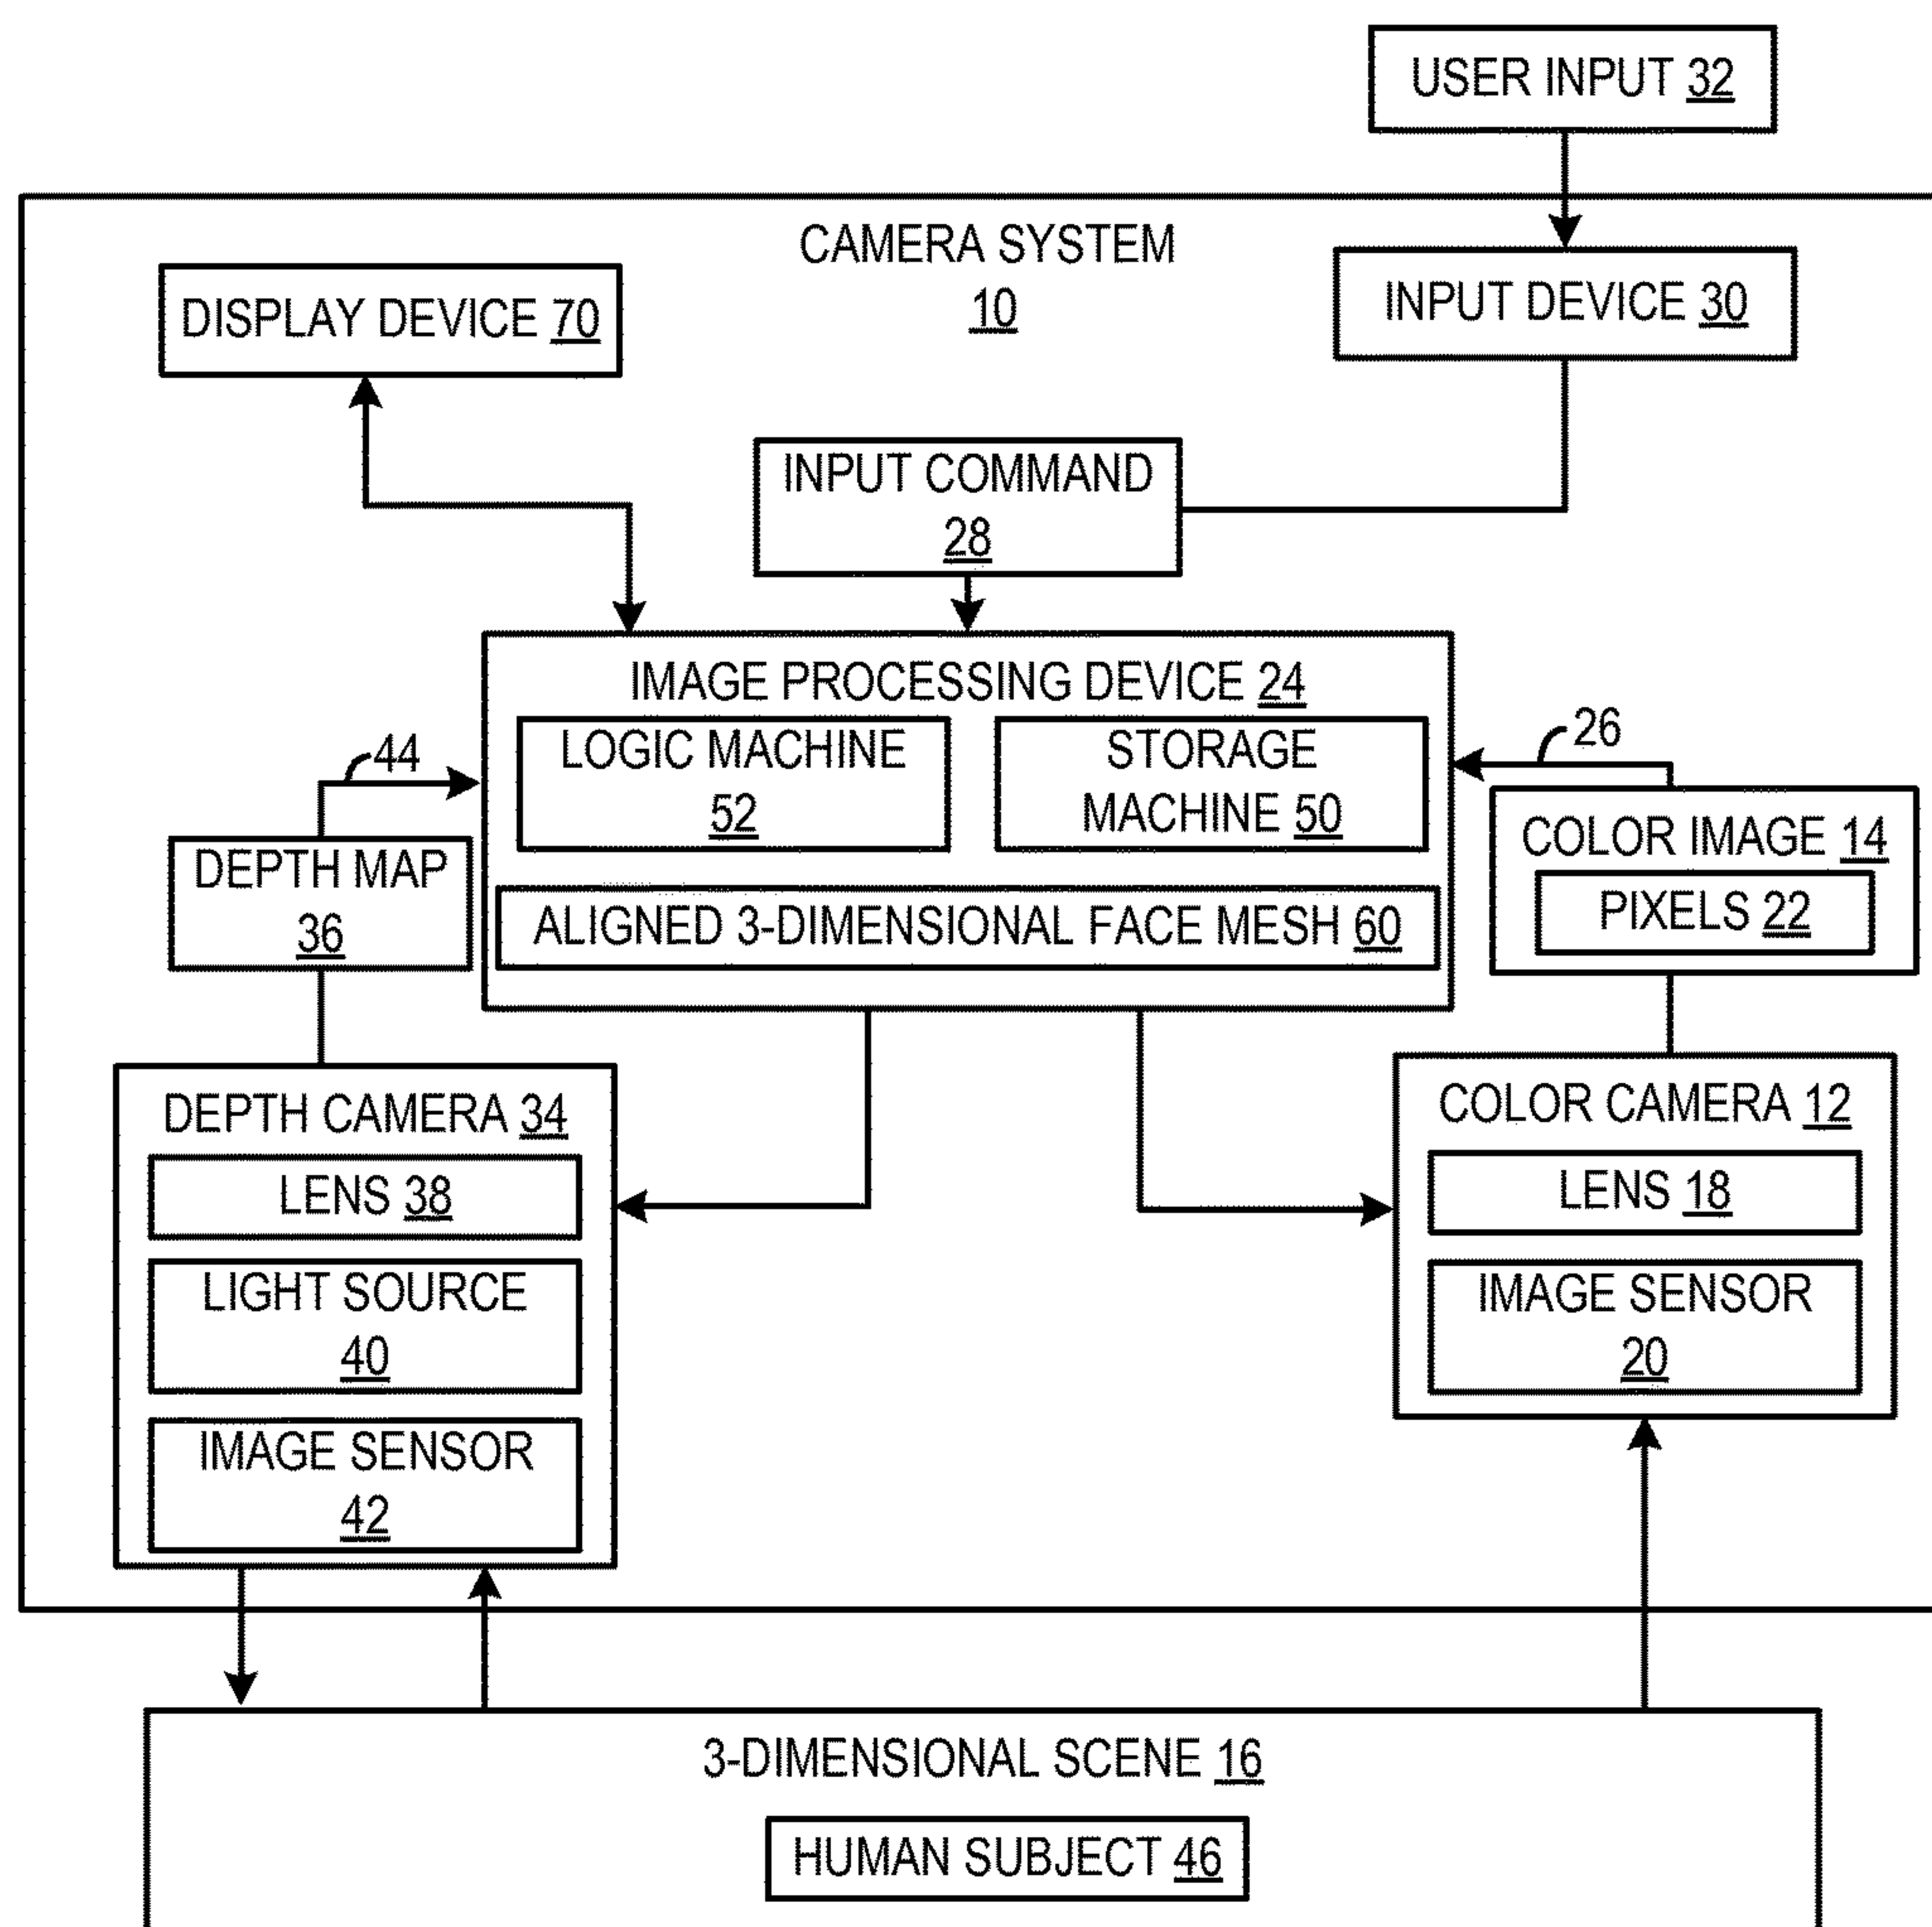 USER INPUT 32
CAMERA SYSTEM
10
DISPLAY DEVICE 70
INPUT DEVICE 30
INPUT COMMAND
28
IMAGE PROCESSING DEVICE 24
LOGIC MACHINE
52
STORAGE
MACHINE 50
ALIGNED 3-DIMENSIONAL FACE MESH 60
44
26
DEPTH MAP
36
COLOR IMAGE 14
PIXELS 22
DEPTH CAMERA 34
LENS 38
LIGHT SOURCE
40
IMAGE SENSOR
42
COLOR CAMERA 12
LENS 18
IMAGE SENSOR
20
3-DIMENSIONAL SCENE 16
HUMAN SUBJECT 46